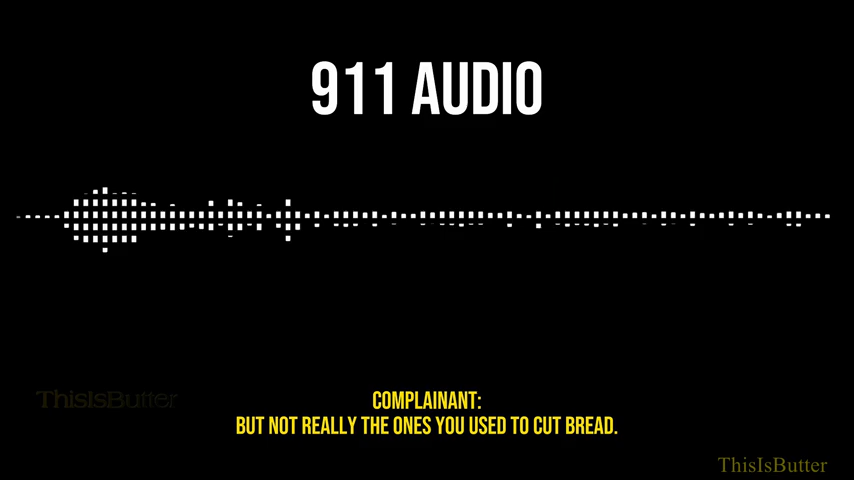 911 AUDIO
ThisIsButter
COMPLAINANT:
BUT NOT REALLY THE ONES YOU USED TO CUT BREAD.
ThisIsButter